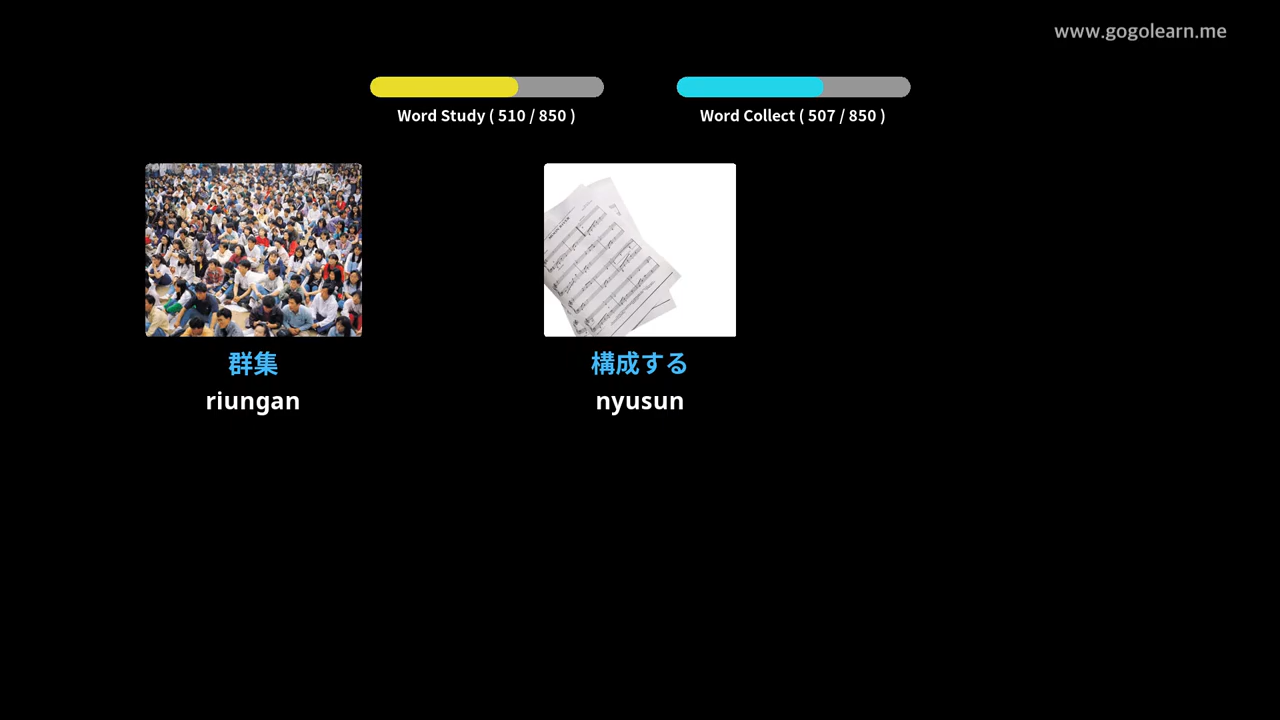 www.gogolearn.me
Word Study ( 510 / 850 )
Word Collect ( 507 / 850 )
群集
riungan
構成する
nyusun